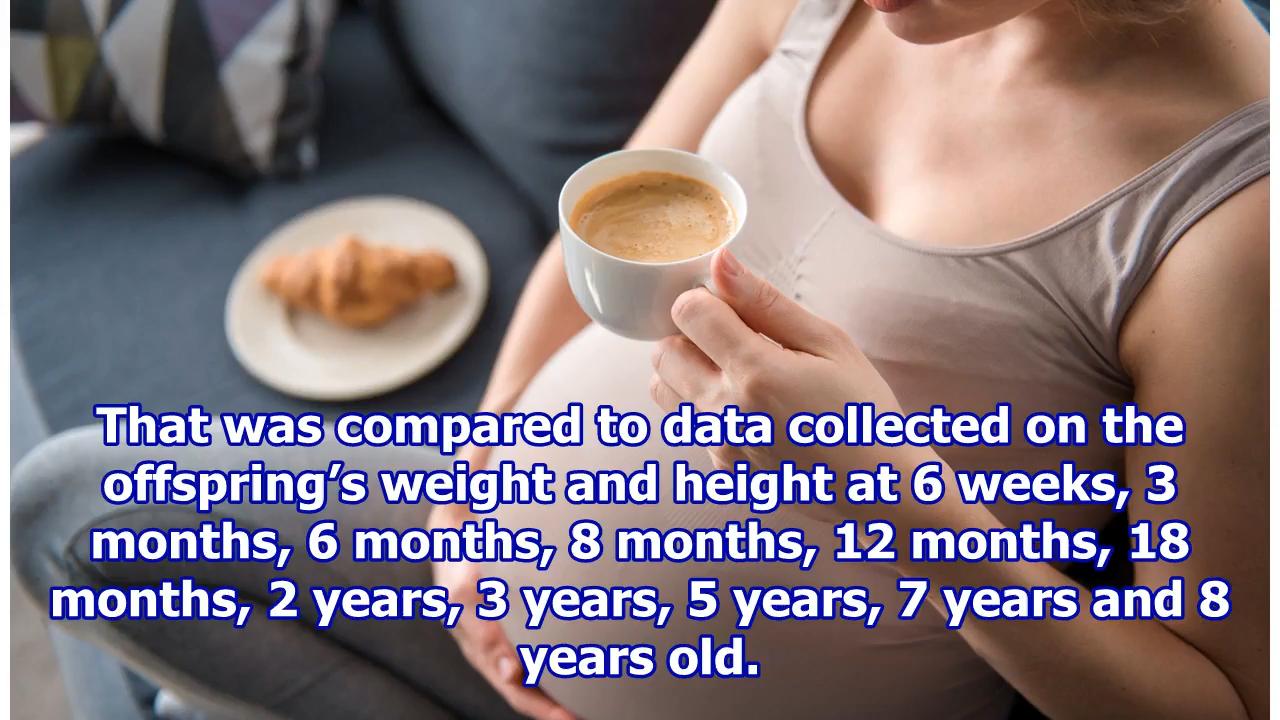 That was compared to data collected on the
offspring’s weight and height at 6 weeks, 3
months, 6 months, 8 months, 12 months, 18
months, 2 years, 3 years, 5 years, 7 years and 8
years old.